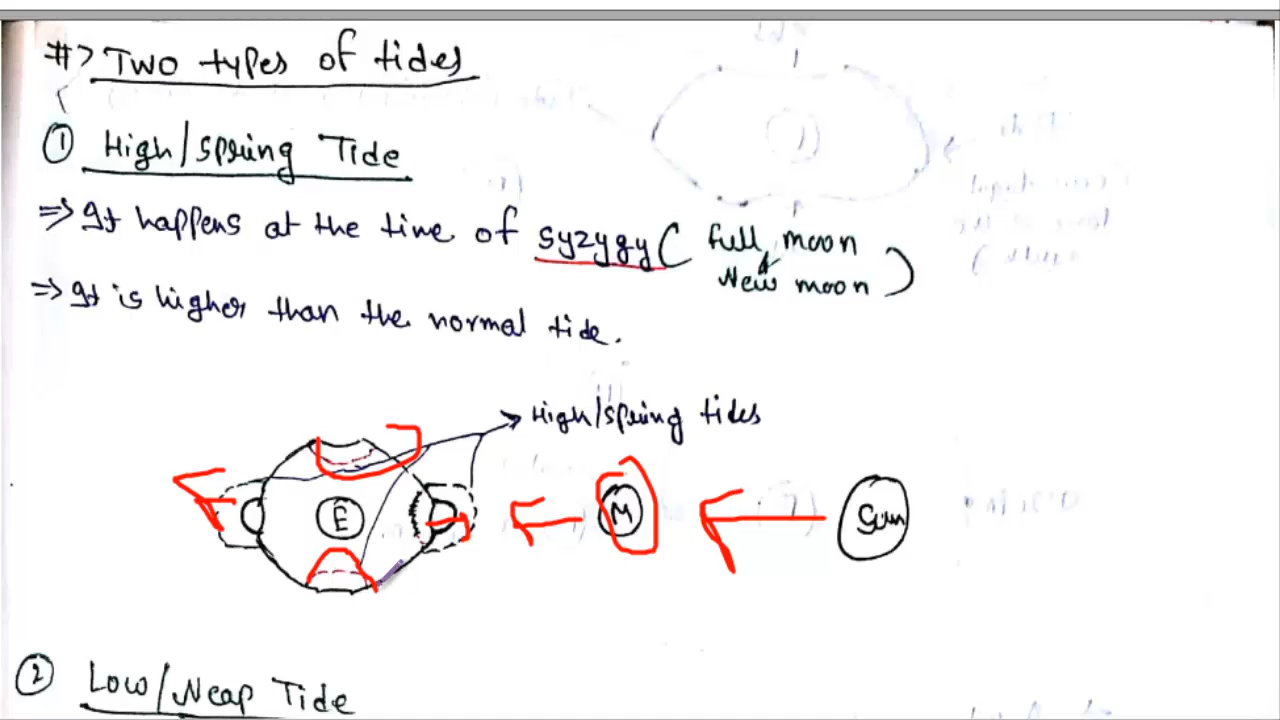 #> Two types of tides
① High/Spring Tide
=> It happens at the time of syzygy ( Full moon & New moon )
=> It is higher than the normal tide.
High/Spring tides
E
M
Sun
② Low/Neap Tide